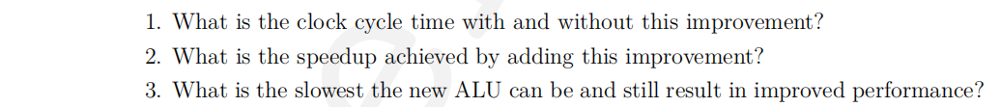 1. What is the clock cycle time with and without this improvement?
2. What is the speedup achieved by adding this improvement?
3. What is the slowest the new ALU can be and still result in improved performance?